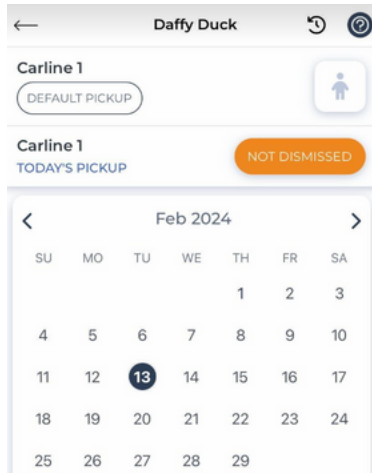 Daffy Duck
Carline 1
DEFAULT PICKUP
Carline 1
TODAY'S PICKUP
NOT DISMISSED
Feb 2024
SU MO TU WE TH FR SA
1 2 3
4 5 6 7 8 9 10
11 12 13 14 15 16 17
18 19 20 21 22 23 24
25 26 27 28 29